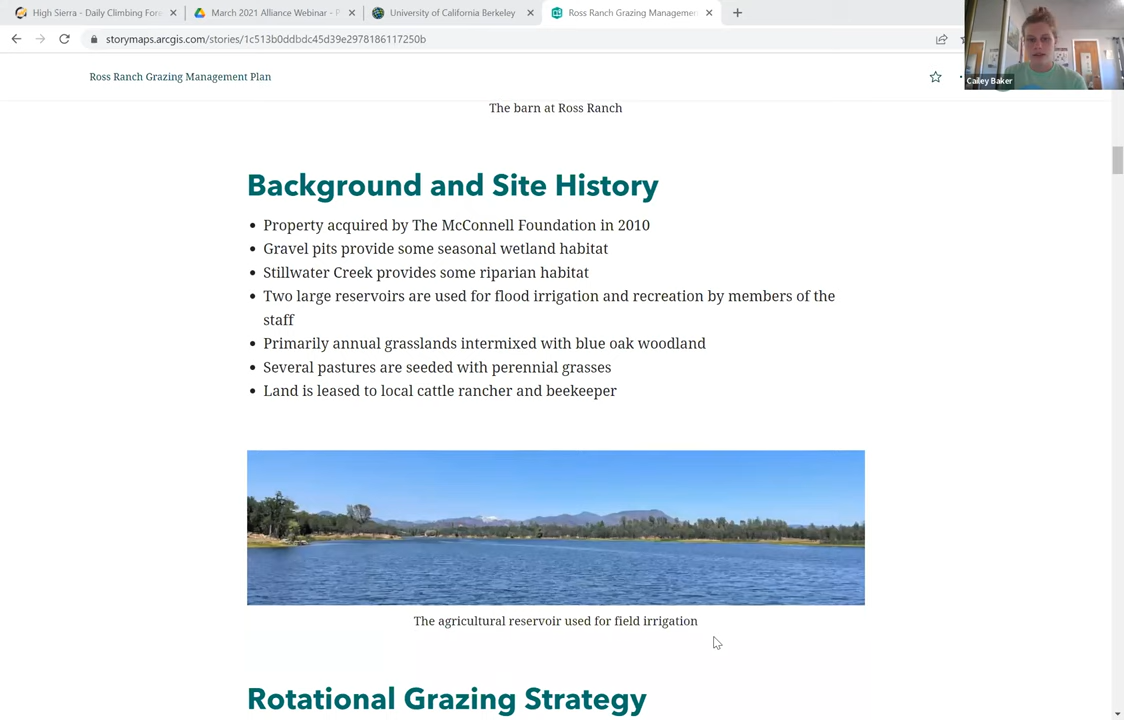 High Sierra - Daily Climbing Fore
March 2021 Alliance Webinar - P
University of California Berkeley
Ross Ranch Grazing Managemen
storymaps.arcgis.com/stories/1c513b0ddbdc45d39e2978186117250b
Ross Ranch Grazing Management Plan
Cailey Baker
The barn at Ross Ranch
Background and Site History
• Property acquired by The McConnell Foundation in 2010
• Gravel pits provide some seasonal wetland habitat
• Stillwater Creek provides some riparian habitat
• Two large reservoirs are used for flood irrigation and recreation by members of the
staff
• Primarily annual grasslands intermixed with blue oak woodland
• Several pastures are seeded with perennial grasses
• Land is leased to local cattle rancher and beekeeper
The agricultural reservoir used for field irrigation
Rotational Grazing Strategy